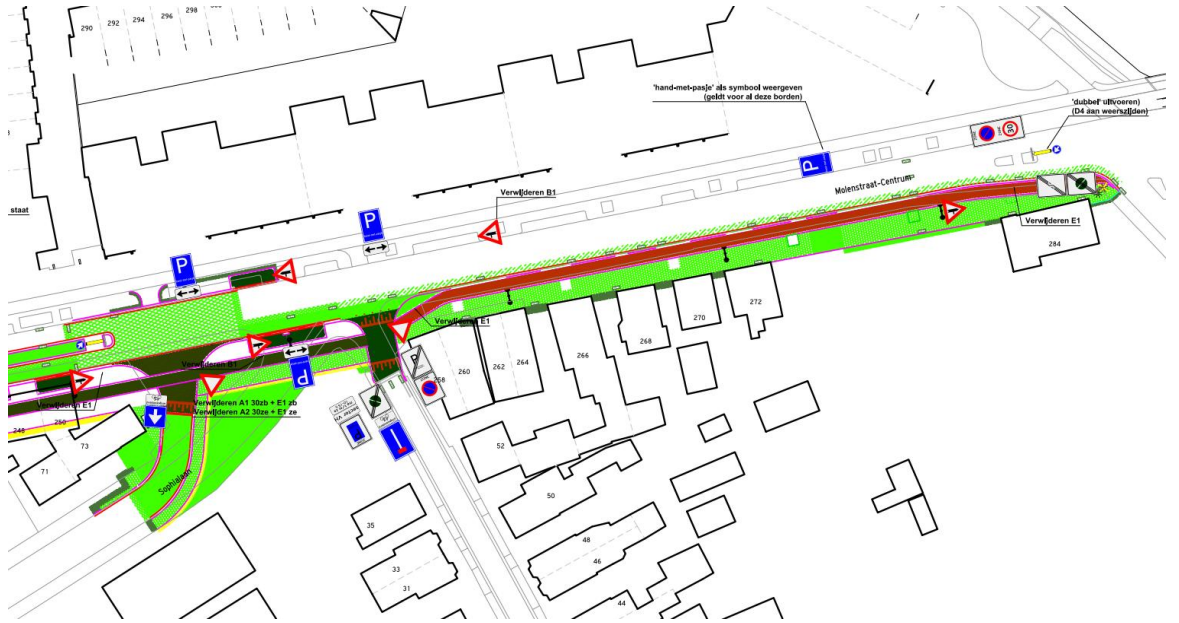 290
292
294
296
298
'hand-met-pasje' als symbool weergeven
(geldt voor al deze borden)
'dubbel' uitvoeren)
(D4 aan weerszijden)
P
Molenstraat-Centrum
staat
Verwijderen B1
P
P
Verwijderen E1
284
272
270
268
266
264
262
260
258
Verwijderen E1
Verwijderen B1
P
P
Verwijderen E1
Verwijderen A1 30zb + E1 zb
Verwijderen A2 30ze + E1 ze
248
250
73
71
Sophialaan
52
50
48
46
44
35
33
31